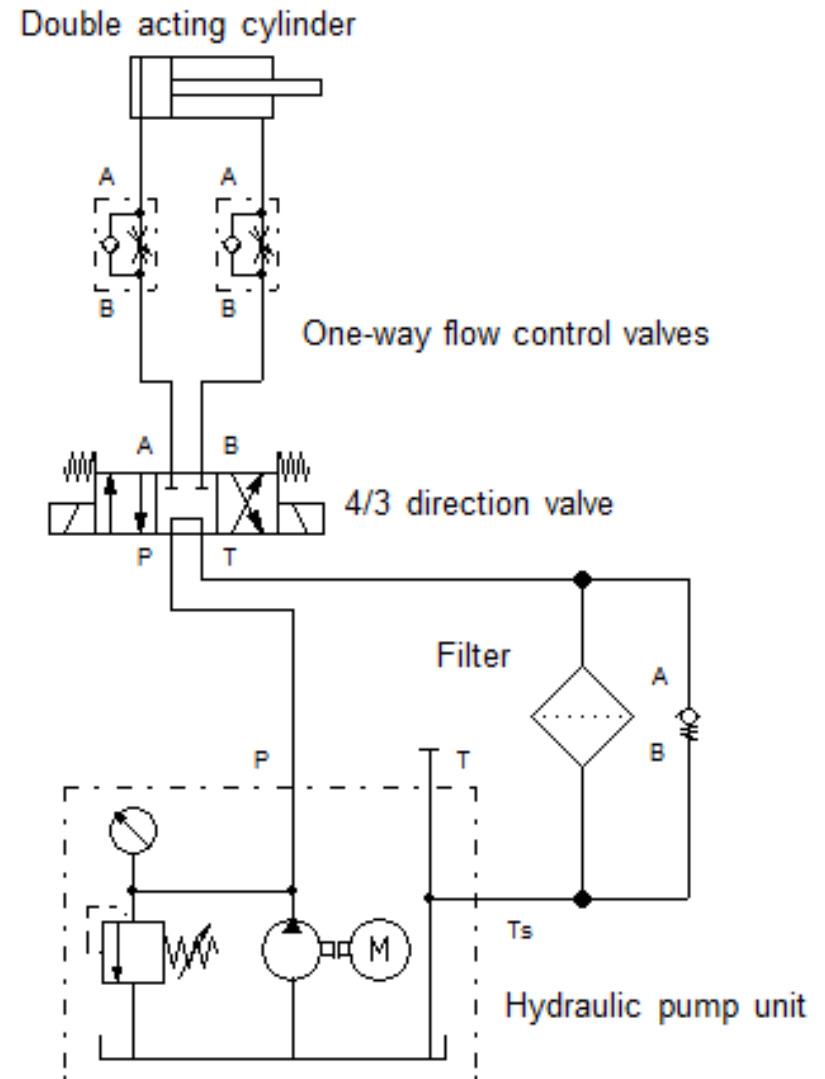 Double acting cylinder
A A
B B
One-way flow control valves
A B
4/3 direction valve
P T
Filter
A
B
P T
M
Ts
Hydraulic pump unit